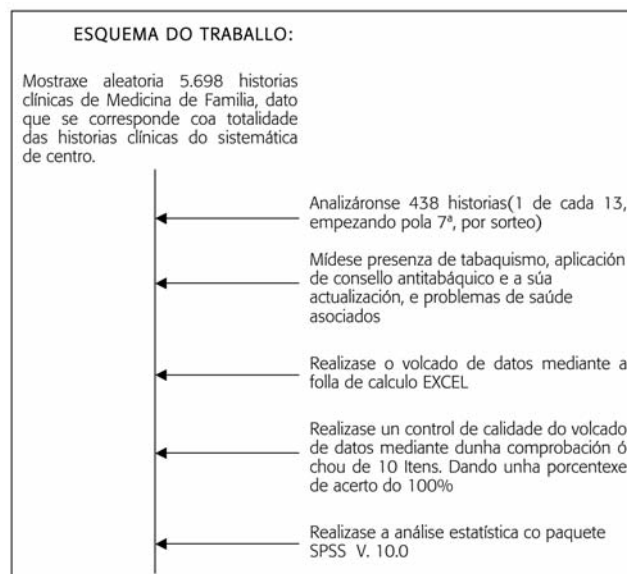 ESQUEMA DO TRABALLO:
Mostraxe aleatoria 5.698 historias
clínicas de Medicina de Familia, dato
que se corresponde coa totalidade
das historias clínicas do sistemática
de centro.
Analizáronse 438 historias(1 de cada 13,
empezando pola 7ª, por sorteo)
Mídese presenza de tabaquismo, aplicación
de consello antitabáquico e a súa
actualización, e problemas de saúde
asociados
Realizase o volcado de datos mediante a
folla de calculo EXCEL
Realizase un control de calidade do volcado
de datos mediante dunha comprobación ó
chou de 10 Itens. Dando unha porcentexe
de acerto do 100%
Realizase a análise estatística co paquete
SPSS V. 10.0